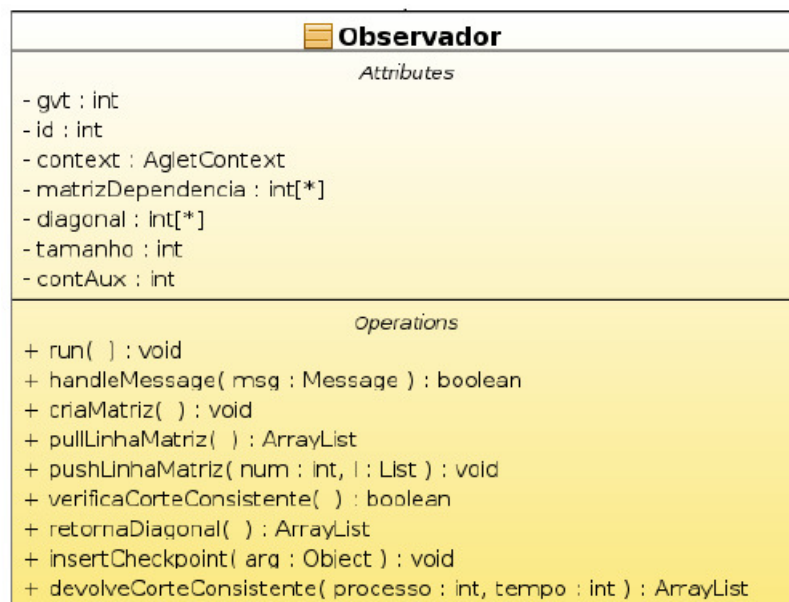 Observador
Attributes
- gvt : int
- id : int
- context : AgletContext
- matrizDependencia : int[*]
- diagonal : int[*]
- tamanho : int
- contAux : int
Operations
+ run( ) : void
+ handleMessage( msg : Message ) : boolean
+ criaMatriz( ) : void
+ pullLinhaMatriz( ) : ArrayList
+ pushLinhaMatriz( num : int, l : List ) : void
+ verificaCorteConsistente( ) : boolean
+ retornaDiagonal( ) : ArrayList
+ insertCheckpoint( arg : Object ) : void
+ devolveCorteConsistente( processo : int, tempo : int ) : ArrayList